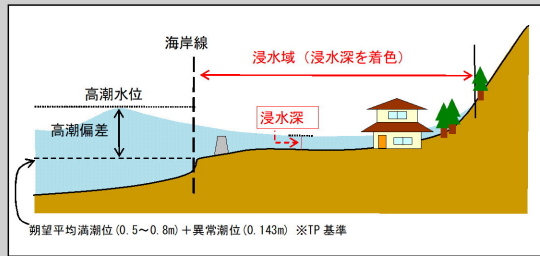 海岸線
浸水域（浸水深を着色）
高潮水位
高潮偏差
浸水深
朔望平均満潮位(0.5～0.8m)＋異常潮位(0.143m) ※TP 基準